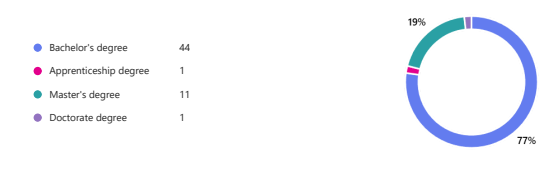 19%
Bachelor's degree 44
Apprenticeship degree 1
Master's degree 11
Doctorate degree 1
77%